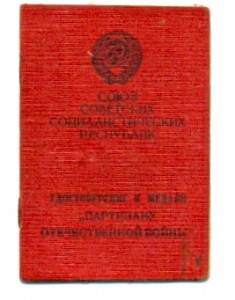 СОЮЗ
СОВЕТСКИХ
СОЦИАЛИСТИЧЕСКИХ
РЕСПУБЛИК
УДОСТОВЕРЕНИЕ К МЕДАЛИ
„ПАРТИЗАНУ
ОТЕЧЕСТВЕННОЙ ВОЙНЫ